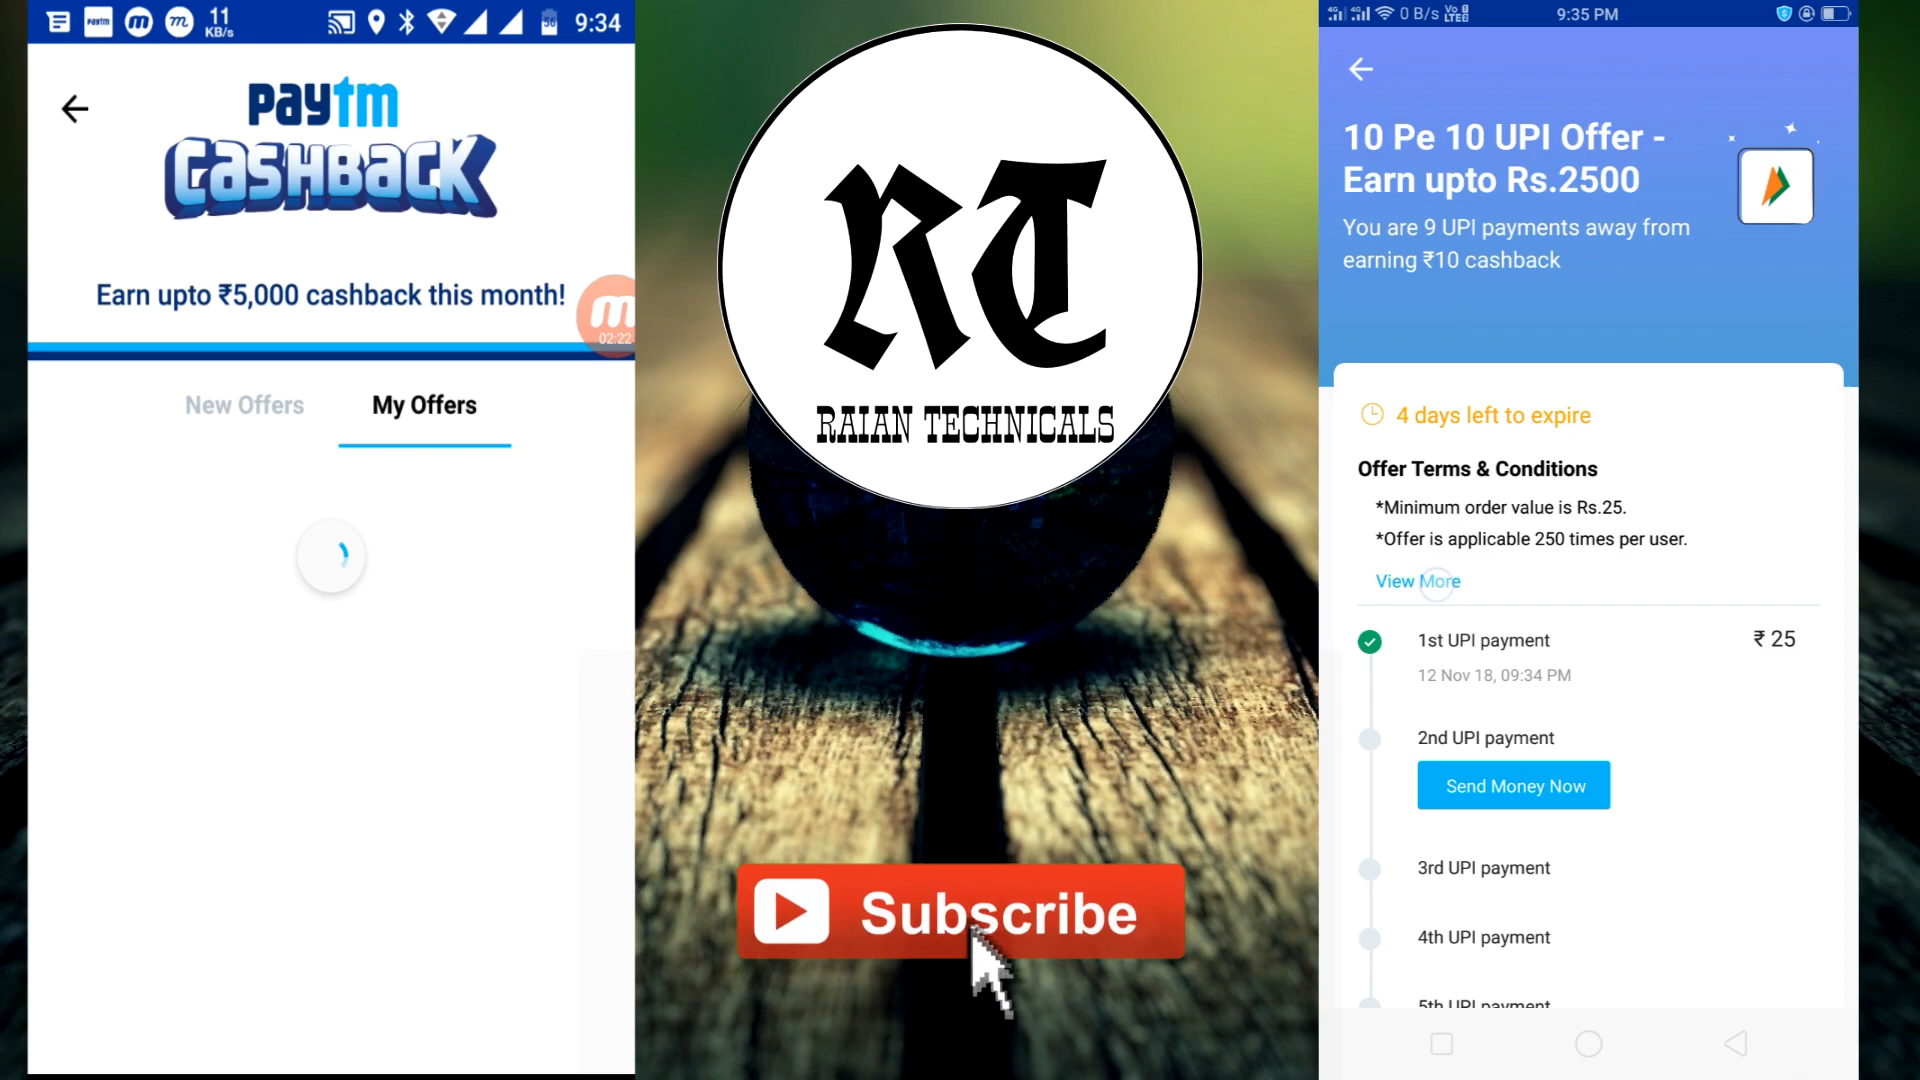 11
KB/s
9:34
paytm
CASHBACK
Earn upto ₹5,000 cashback this month!
02:22
New Offers
My Offers
RT
RAIAN TECHNICALS
Subscribe
0 B/s
9:35 PM
10 Pe 10 UPI Offer -
Earn upto Rs.2500
You are 9 UPI payments away from
earning ₹10 cashback
4 days left to expire
Offer Terms & Conditions
*Minimum order value is Rs.25.
*Offer is applicable 250 times per user.
View More
1st UPI payment
₹ 25
12 Nov 18, 09:34 PM
2nd UPI payment
Send Money Now
3rd UPI payment
4th UPI payment
5th UPI payment